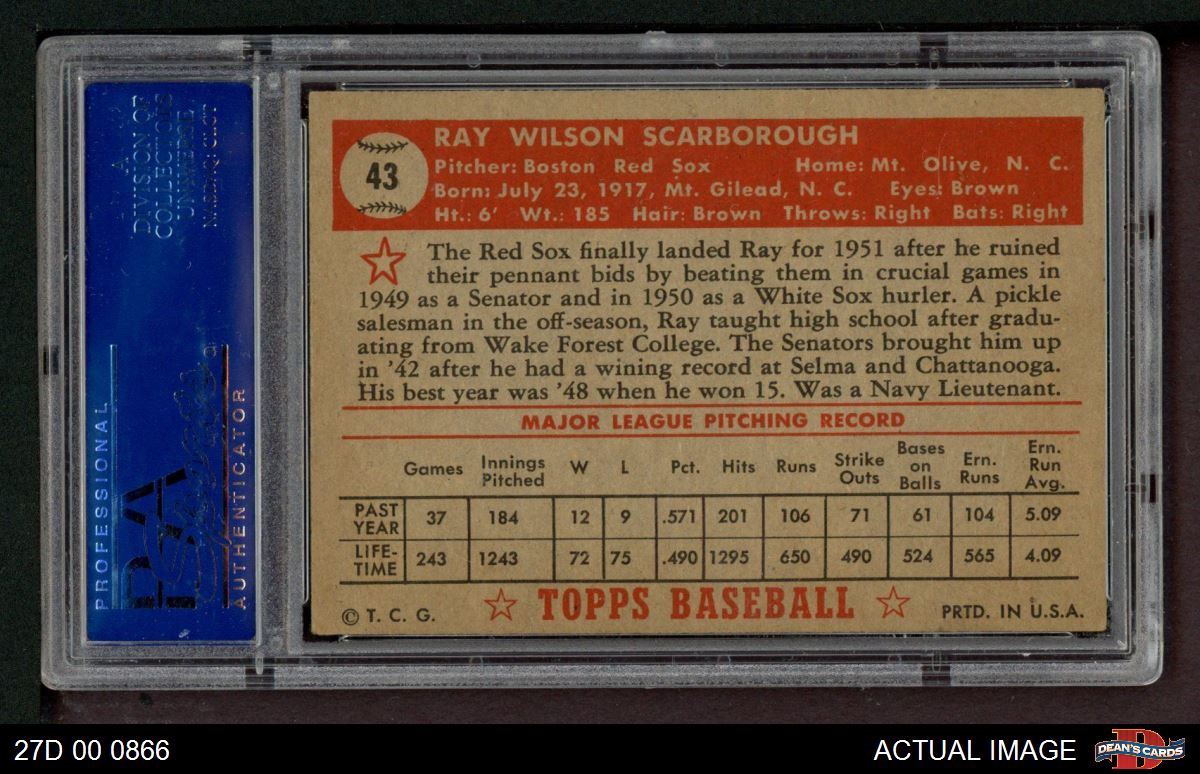 A
DIVISION OF
COLLECTORS
UNIVERSE
NASDAQ: CLCT
PROFESSIONAL
PSA
Sports
AUTHENTICATOR
43
RAY WILSON SCARBOROUGH
Pitcher: Boston Red Sox Home: Mt. Olive, N. C.
Born: July 23, 1917, Mt. Gilead, N. C. Eyes: Brown
Ht.: 6' Wt.: 185 Hair: Brown Throws: Right Bats: Right
The Red Sox finally landed Ray for 1951 after he ruined
their pennant bids by beating them in crucial games in
1949 as a Senator and in 1950 as a White Sox hurler. A pickle
salesman in the off-season, Ray taught high school after gradu-
ating from Wake Forest College. The Senators brought him up
in '42 after he had a wining record at Selma and Chattanooga.
His best year was '48 when he won 15. Was a Navy Lieutenant.
MAJOR LEAGUE PITCHING RECORD
Games Innings Pitched W L Pct. Hits Runs Strike Outs Bases on Balls Ern. Runs Ern. Run Avg.
PAST YEAR 37 184 12 9 .571 201 106 71 61 104 5.09
LIFE-TIME 243 1243 72 75 .490 1295 650 490 524 565 4.09
© T. C. G. TOPPS BASEBALL PRTD. IN U.S.A.
27D 00 0866 ACTUAL IMAGE DEAN'S CARDS